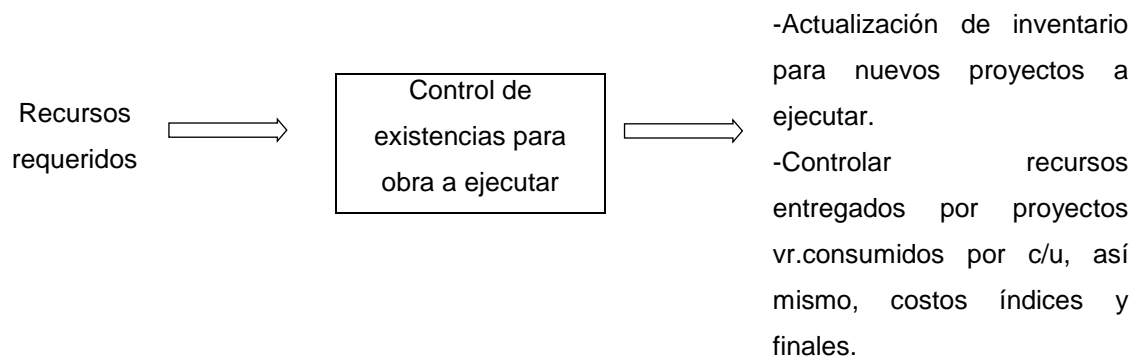 Recursos
requeridos
Control de
existencias para
obra a ejecutar
-Actualización de inventario
para nuevos proyectos a
ejecutar.
-Controlar recursos
entregados por proyectos
vr.consumidos por c/u, así
mismo, costos índices y
finales.